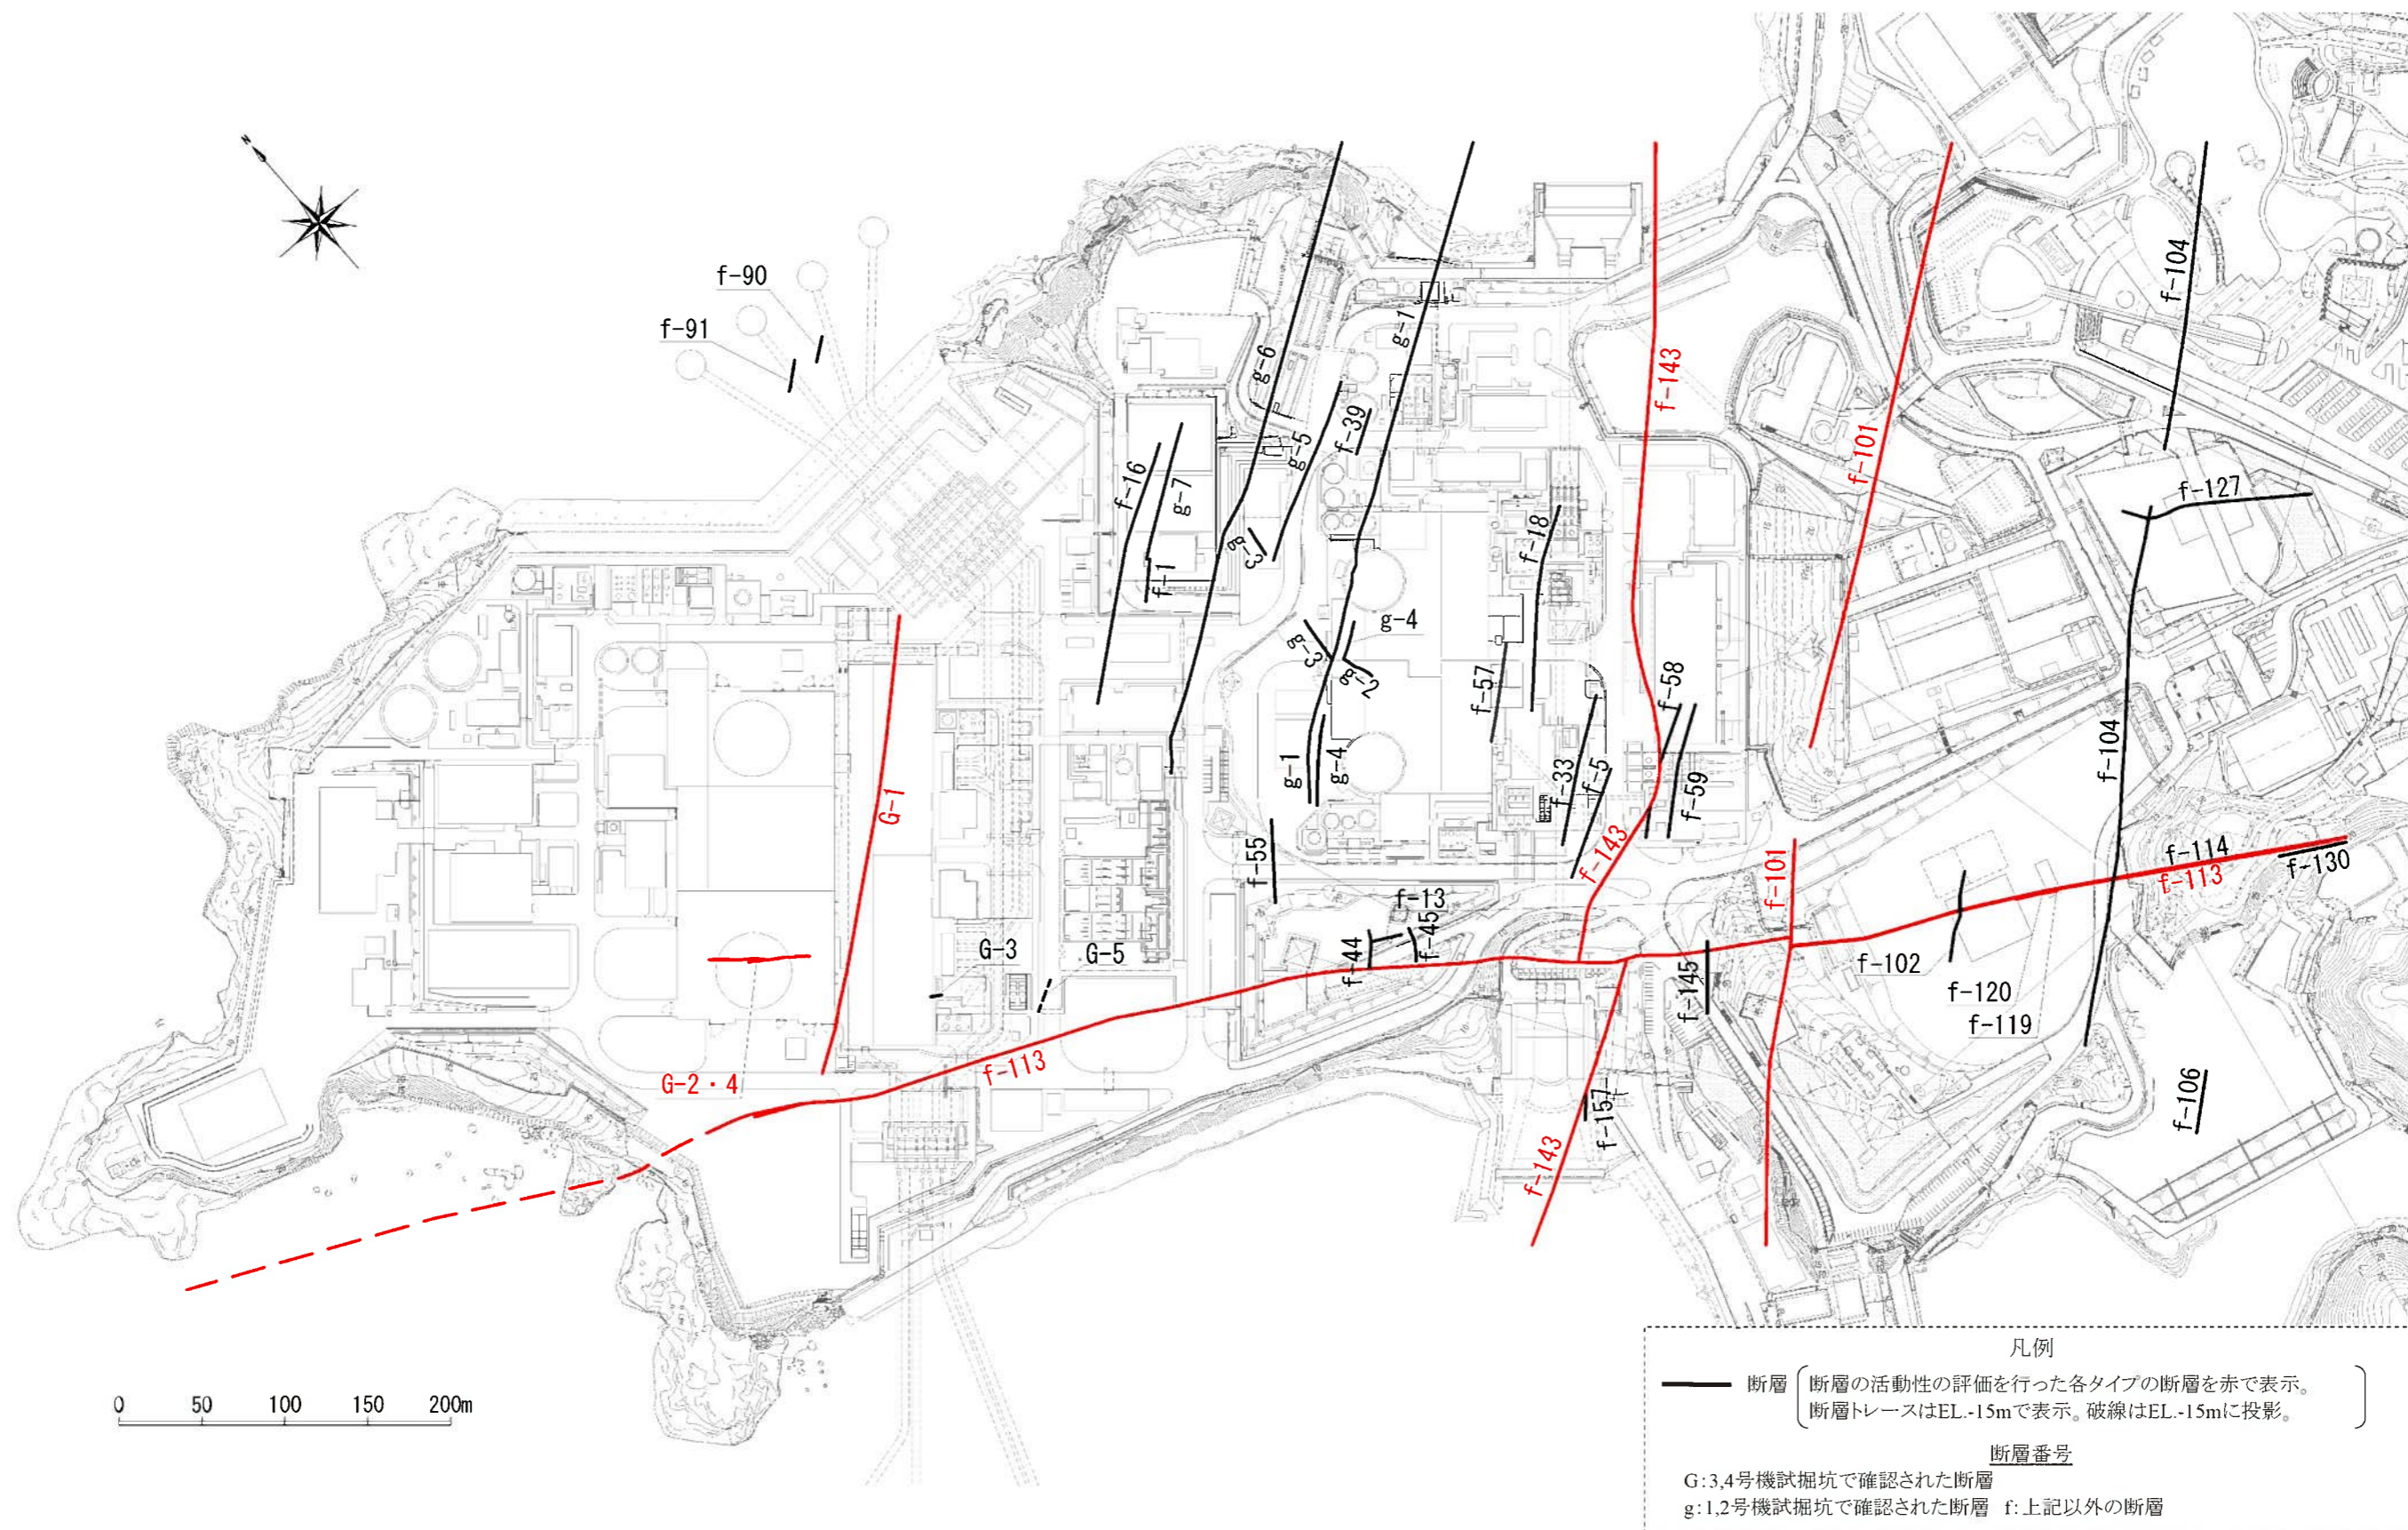 N
f-90
f-91
f-104
g-6
g-1
f-143
f-101
f-39
g-5
f-16
g-7
f-127
f-18
g-3
f-1
g-4
g-3
g-2
f-57
f-58
f-104
g-1
g-4
f-33
f-5
f-59
G-1
f-55
f-143
f-101
f-114
f-113
f-130
f-13
f-44
f-45
G-3
G-5
f-102
f-145
f-120
f-119
G-2・4
f-113
f-157
f-143
f-106
0 50 100 150 200m
凡例
断層 断層の活動性の評価を行った各タイプの断層を赤で表示。
断層トレースはEL.-15mで表示。破線はEL.-15mに投影。
断層番号
G:3,4号機試掘坑で確認された断層
g:1,2号機試掘坑で確認された断層 f:上記以外の断層